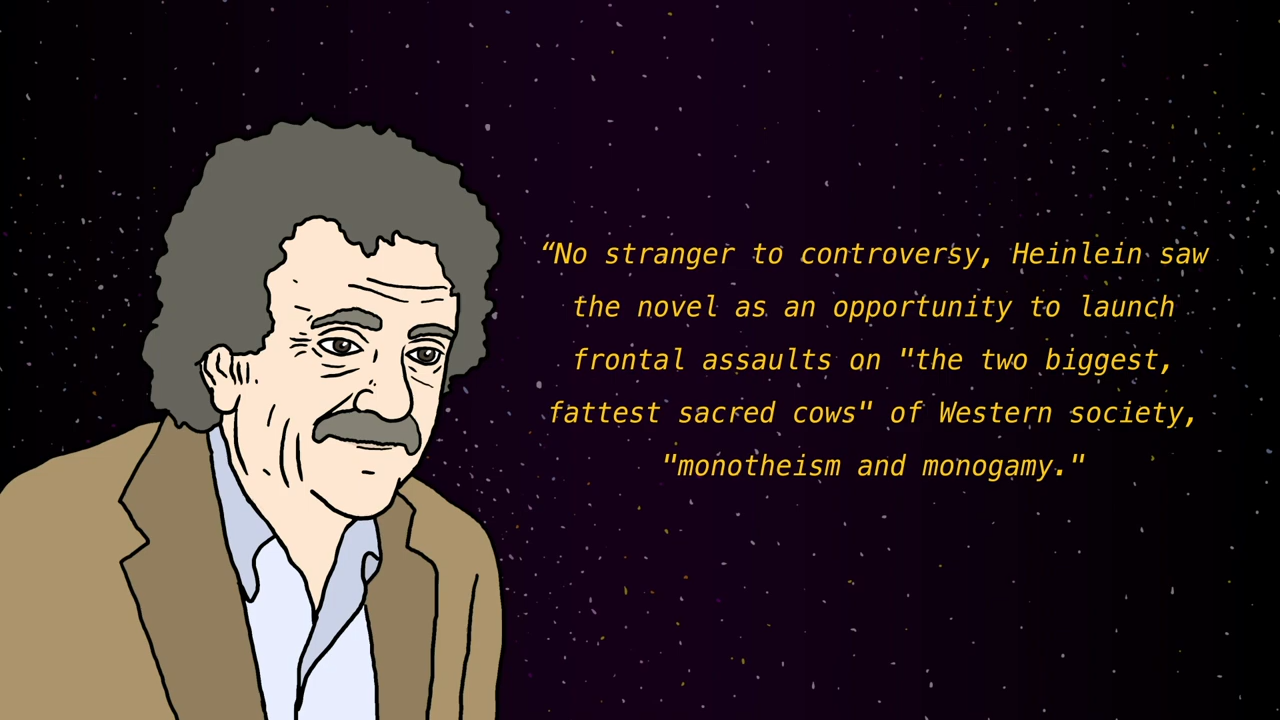 “No stranger to controversy, Heinlein saw
the novel as an opportunity to launch
frontal assaults on "the two biggest,
fattest sacred cows" of Western society,
"monotheism and monogamy."